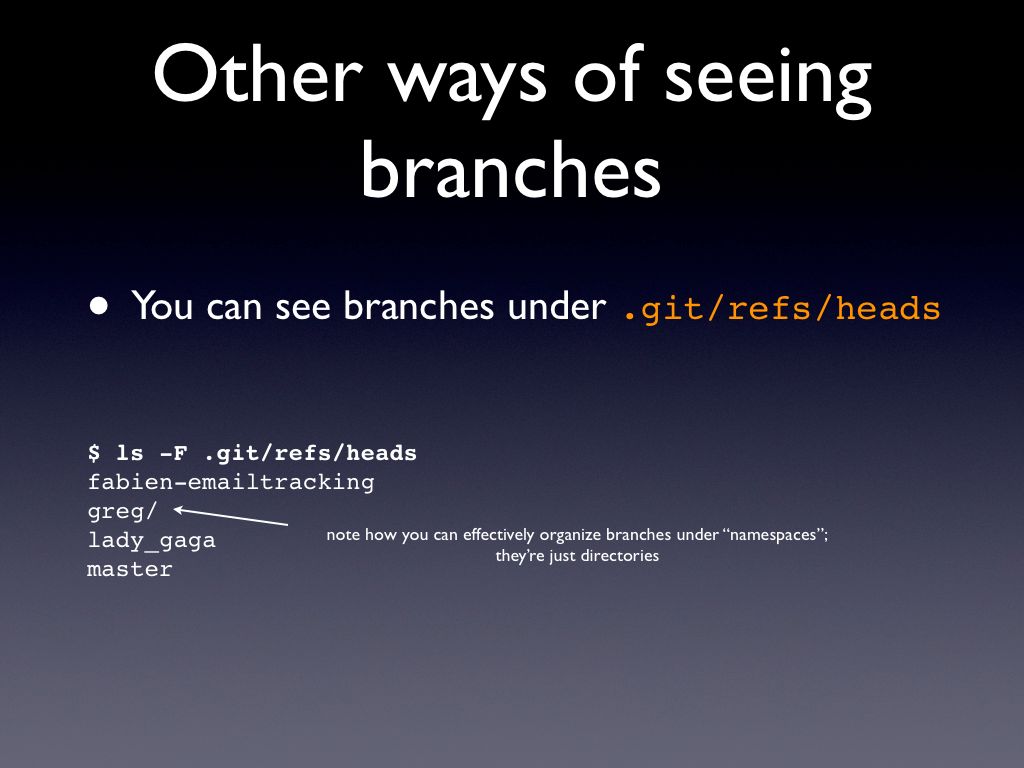 Other ways of seeing
branches
• You can see branches under .git/refs/heads
$ ls -F .git/refs/heads
fabien-emailtracking
greg/
lady_gaga
master
note how you can effectively organize branches under “namespaces”;
they’re just directories